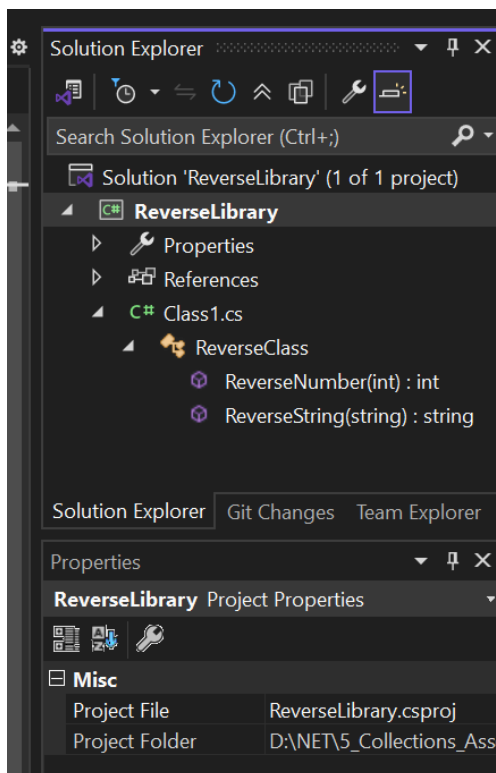 Solution Explorer
Search Solution Explorer (Ctrl+;)
Solution 'ReverseLibrary' (1 of 1 project)
C# ReverseLibrary
Properties
References
C# Class1.cs
ReverseClass
ReverseNumber(int) : int
ReverseString(string) : string
Solution Explorer Git Changes Team Explorer
Properties
ReverseLibrary Project Properties
Misc
Project File ReverseLibrary.csproj
Project Folder D:\NET\5_Collections_Ass